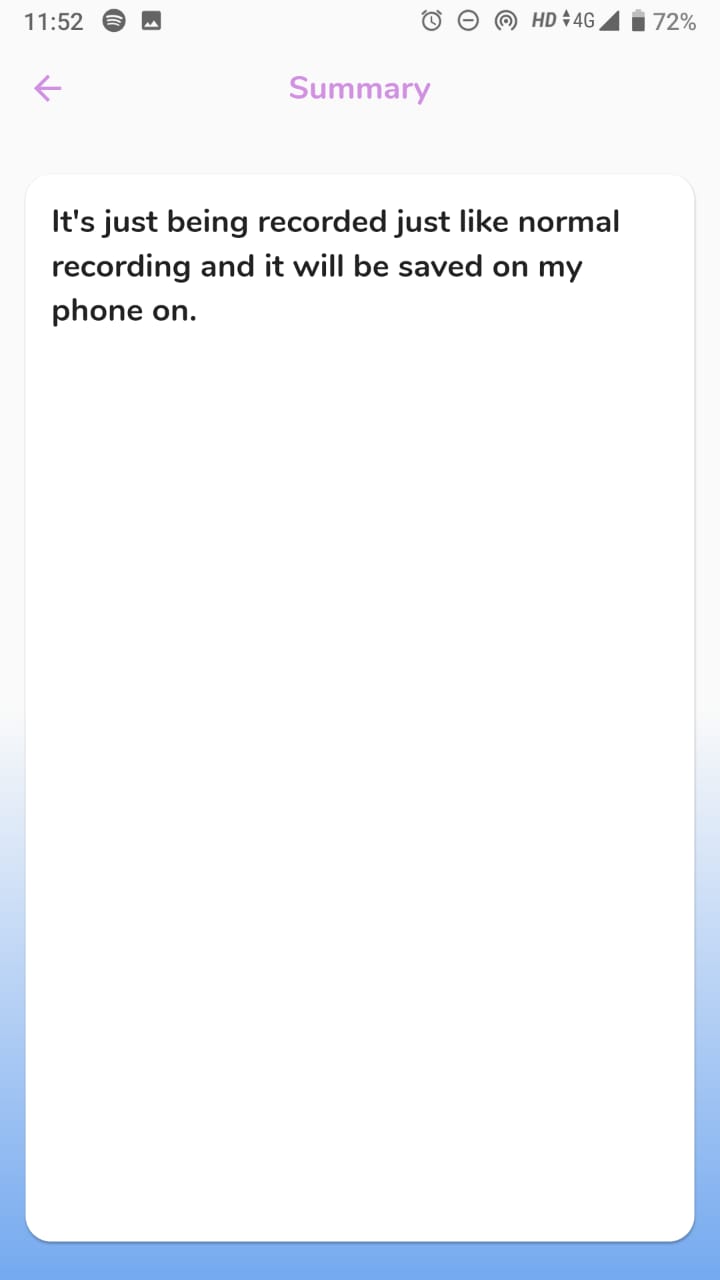 11:52 HD 4G 72%
Summary
It's just being recorded just like normal
recording and it will be saved on my
phone on.